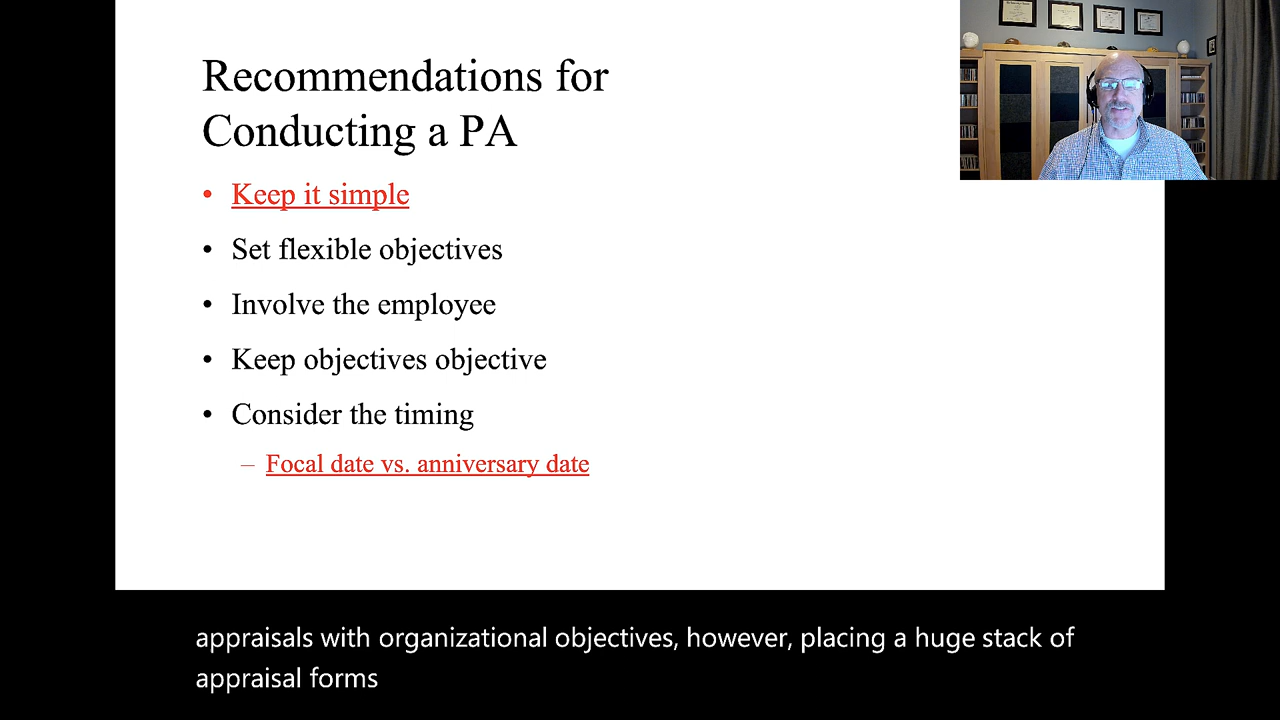 Recommendations for
Conducting a PA
• Keep it simple
• Set flexible objectives
• Involve the employee
• Keep objectives objective
• Consider the timing
– Focal date vs. anniversary date
appraisals with organizational objectives, however, placing a huge stack of
appraisal forms